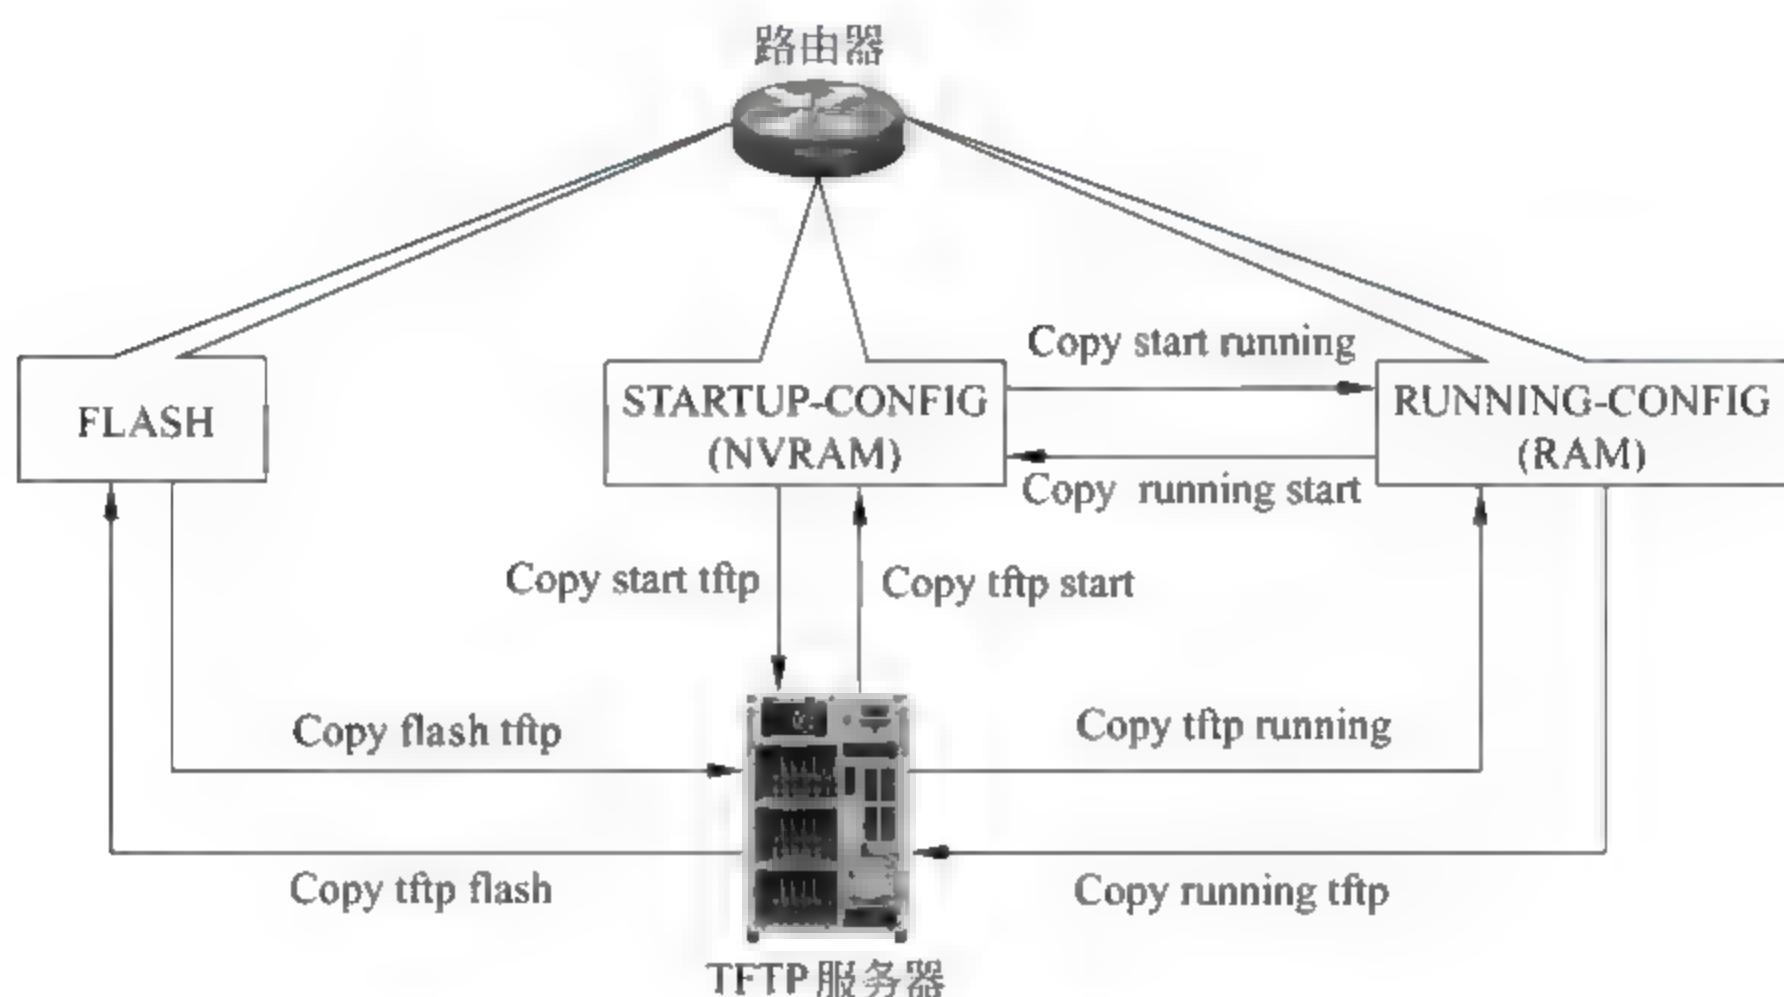 路由器
Copy start running
FLASH
STARTUP-CONFIG
(NVRAM)
RUNNING-CONFIG
(RAM)
Copy running start
Copy start tftp
Copy tftp start
Copy flash tftp
Copy tftp running
Copy tftp flash
Copy running tftp
TFTP服务器